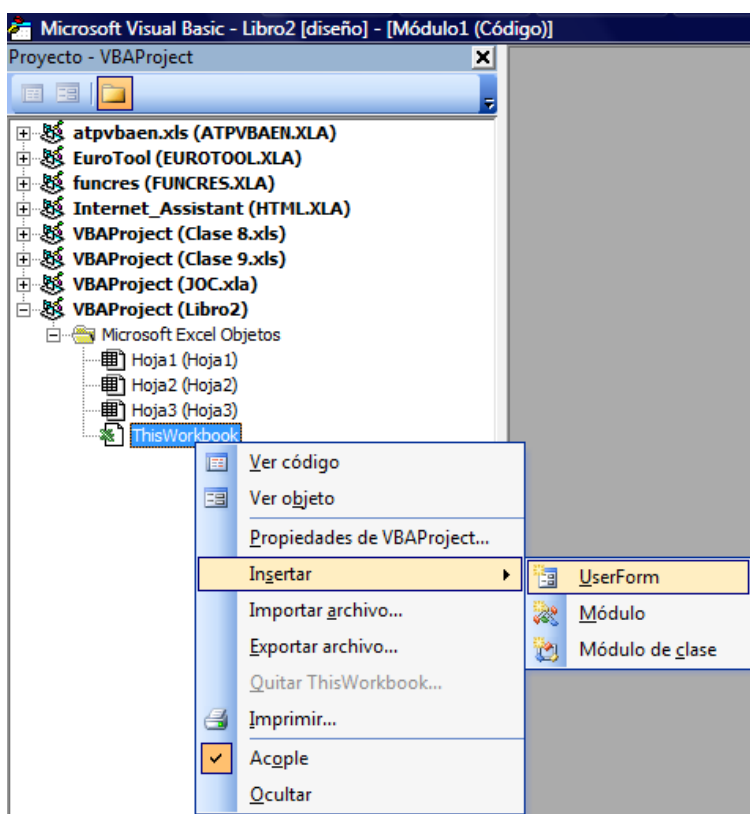 Microsoft Visual Basic - Libro2 [diseño] - [Módulo1 (Código)]
Proyecto - VBAProject
atpvbaen.xls (ATPVBAEN.XLA)
EuroTool (EUROTOOL.XLA)
funcres (FUNCRES.XLA)
Internet_Assistant (HTML.XLA)
VBAProject (Clase 8.xls)
VBAProject (Clase 9.xls)
VBAProject (JOC.xla)
VBAProject (Libro2)
Microsoft Excel Objetos
Hoja1 (Hoja1)
Hoja2 (Hoja2)
Hoja3 (Hoja3)
ThisWorkbook
Ver código
Ver objeto
Propiedades de VBAProject...
Insertar
UserForm
Importar archivo...
Módulo
Exportar archivo...
Módulo de clase
Quitar ThisWorkbook...
Imprimir...
Acople
Ocultar